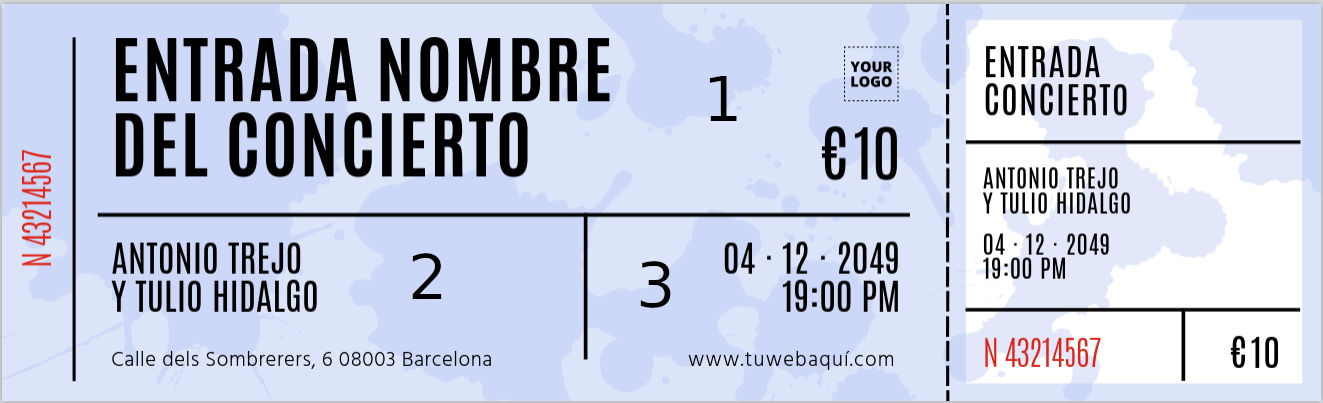 N 43214567
ENTRADA NOMBRE
DEL CONCIERTO
1
YOUR
LOGO
€10
ANTONIO TREJO
Y TULIO HIDALGO
2
Calle dels Sombrerers, 6 08003 Barcelona
3
04 · 12 · 2049
19:00 PM
www.tuwebaquí.com
ENTRADA
CONCIERTO
ANTONIO TREJO
Y TULIO HIDALGO
04 · 12 · 2049
19:00 PM
N 43214567
€10